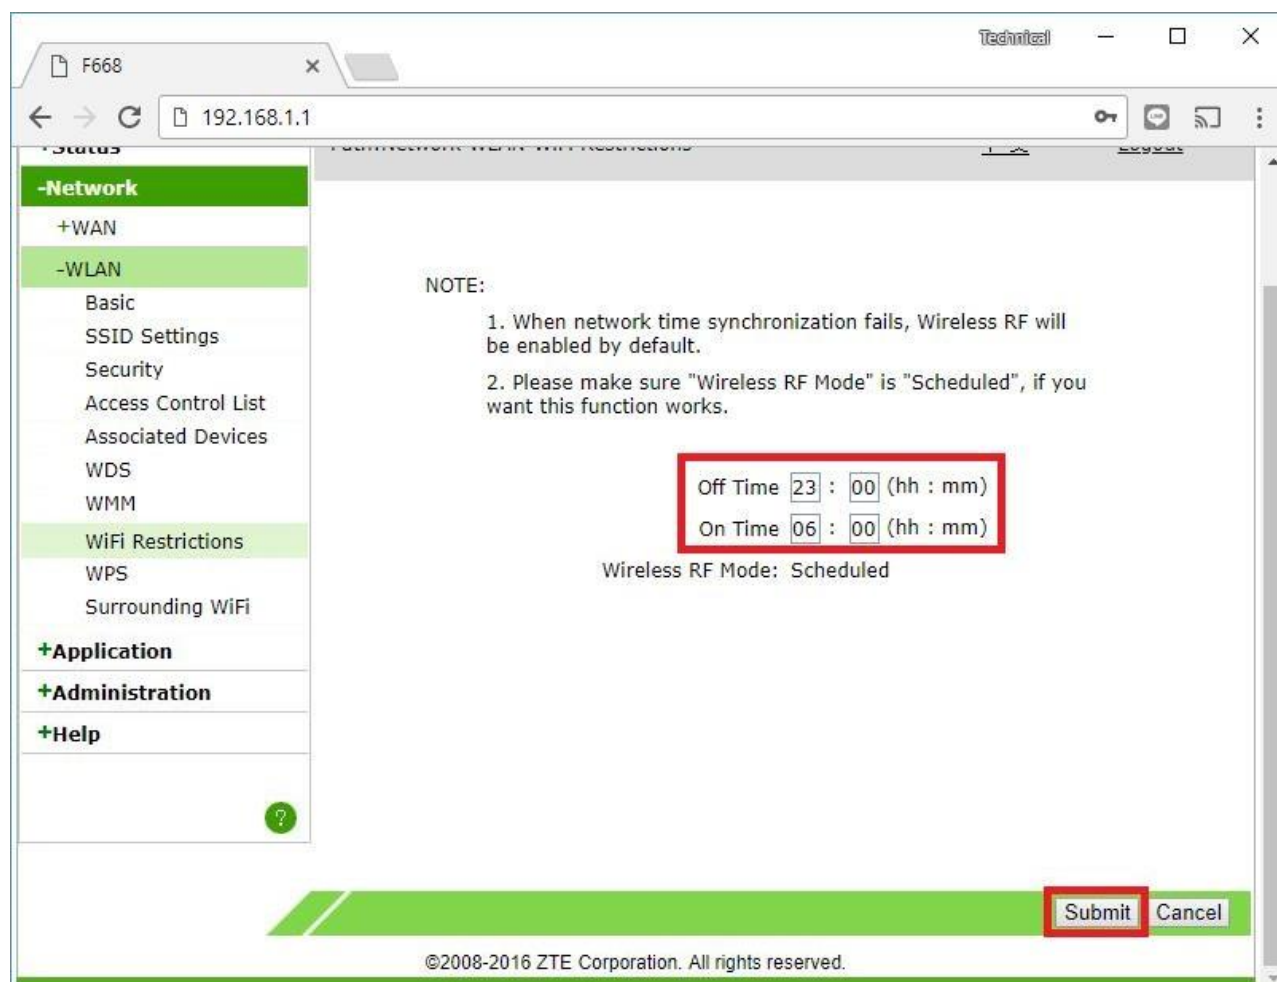 Technical
F668
192.168.1.1
-Network
+WAN
-WLAN
Basic
SSID Settings
Security
Access Control List
Associated Devices
WDS
WMM
WiFi Restrictions
WPS
Surrounding WiFi
+Application
+Administration
+Help
?
NOTE:
1. When network time synchronization fails, Wireless RF will
be enabled by default.
2. Please make sure "Wireless RF Mode" is "Scheduled", if you
want this function works.
Off Time 23 : 00 (hh : mm)
On Time 06 : 00 (hh : mm)
Wireless RF Mode: Scheduled
Submit Cancel
©2008-2016 ZTE Corporation. All rights reserved.